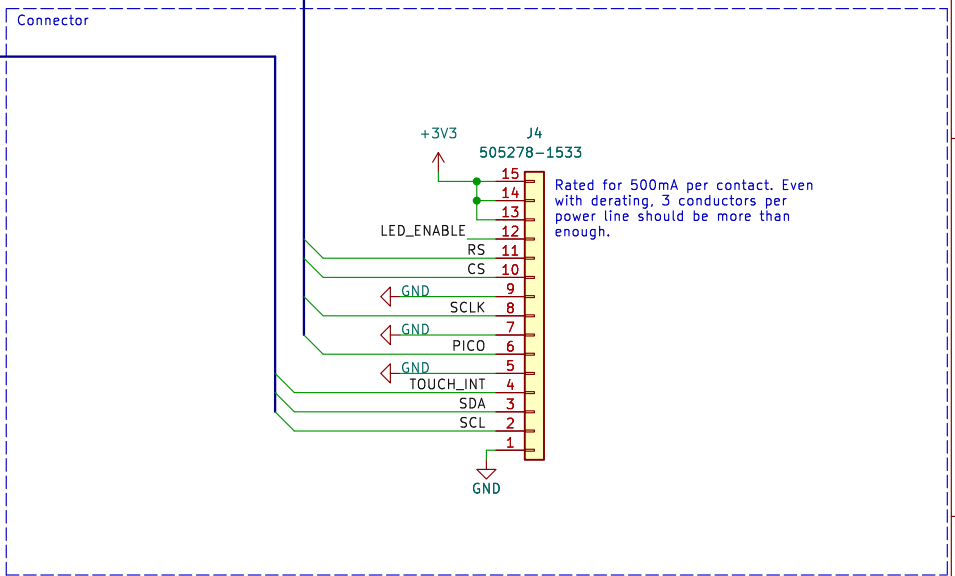 Connector
+3V3
J4
505278-1533
15
14
13
Rated for 500mA per contact. Even
with derating, 3 conductors per
power line should be more than
enough.
LED_ENABLE 12
RS 11
CS 10
GND 9
SCLK 8
GND 7
PICO 6
GND 5
TOUCH_INT 4
SDA 3
SCL 2
1
GND